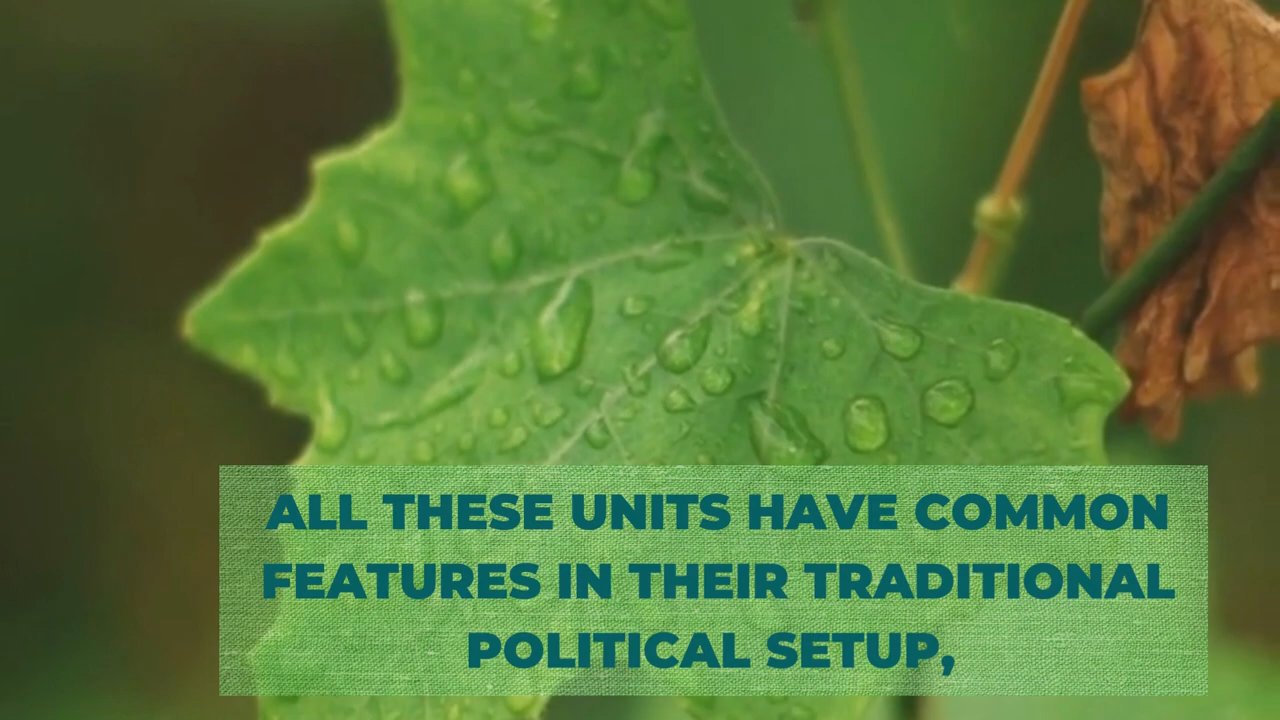 ALL THESE UNITS HAVE COMMON
FEATURES IN THEIR TRADITIONAL
POLITICAL SETUP,